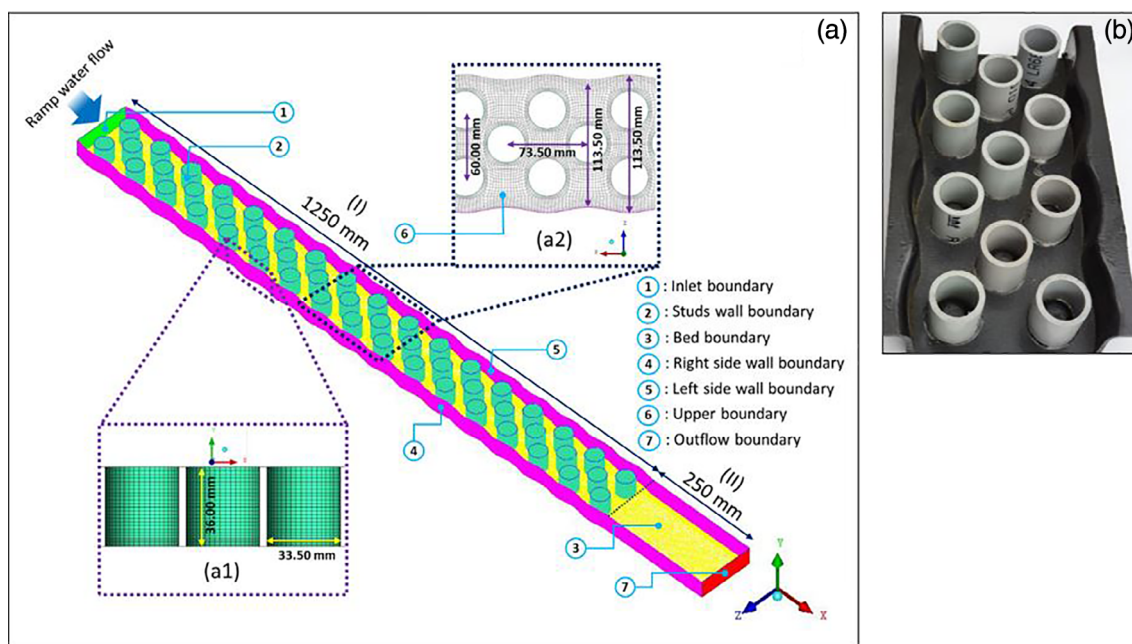 (a)
Ramp water flow
1
2
(I)
1250 mm
60.00 mm
73.50 mm
113.50 mm
113.50 mm
6
(a2)
1 : Inlet boundary
2 : Studs wall boundary
3 : Bed boundary
4 : Right side wall boundary
5 : Left side wall boundary
6 : Upper boundary
7 : Outflow boundary
5
4
36.00 mm
33.50 mm
(a1)
(II)
250 mm
3
7
Y
Z
X
(b)